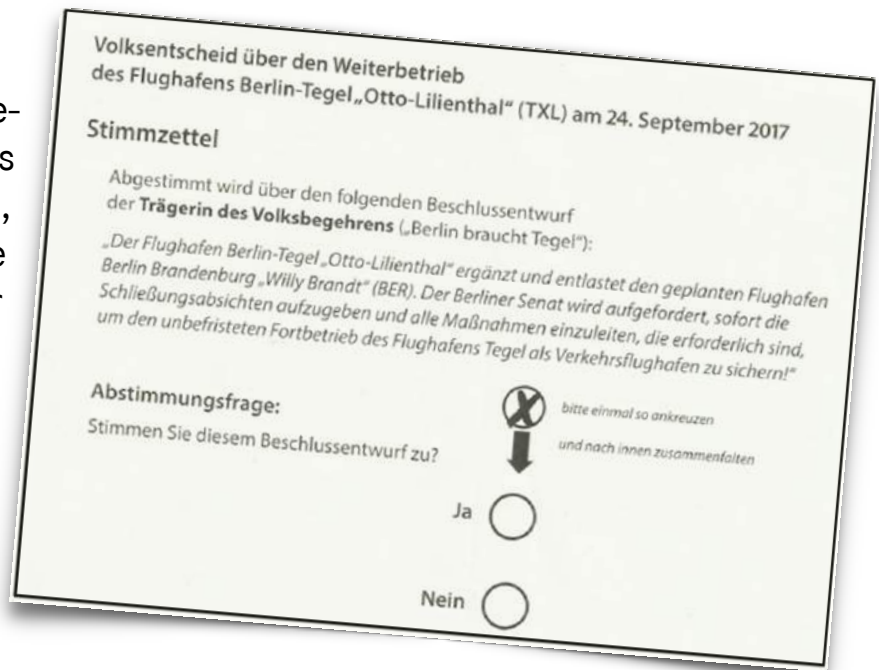 e-
s
,
e
Volksentscheid über den Weiterbetrieb
des Flughafens Berlin-Tegel „Otto-Lilienthal“ (TXL) am 24. September 2017
Stimmzettel
Abgestimmt wird über den folgenden Beschlussentwurf
der Trägerin des Volksbegehrens („Berlin braucht Tegel“):
„Der Flughafen Berlin-Tegel „Otto-Lilienthal“ ergänzt und entlastet den geplanten Flughafen
Berlin Brandenburg „Willy Brandt“ (BER). Der Berliner Senat wird aufgefordert, sofort die
Schließungsabsichten aufzugeben und alle Maßnahmen einzuleiten, die erforderlich sind,
um den unbefristeten Fortbetrieb des Flughafens Tegel als Verkehrsflughafen zu sichern!“
Abstimmungsfrage:
Stimmen Sie diesem Beschlussentwurf zu?
bitte einmal so ankreuzen
und nach innen zusammenfalten
Ja
Nein